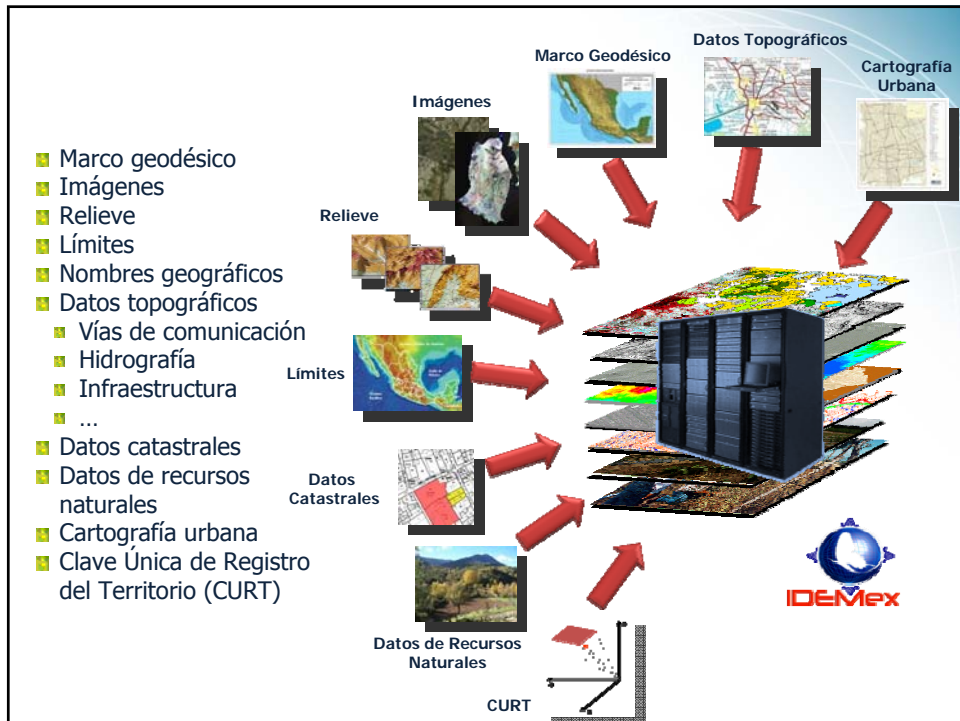 Marco geodésico
Imágenes
Relieve
Límites
Nombres geográficos
Datos topográficos
Vías de comunicación
Hidrografía
Infraestructura
...
Datos catastrales
Datos de recursos
naturales
Cartografía urbana
Clave Única de Registro
del Territorio (CURT)
Marco Geodésico
Datos Topográficos
Cartografía
Urbana
Imágenes
Relieve
Límites
Datos
Catastrales
Datos de Recursos
Naturales
CURT
IDEMex